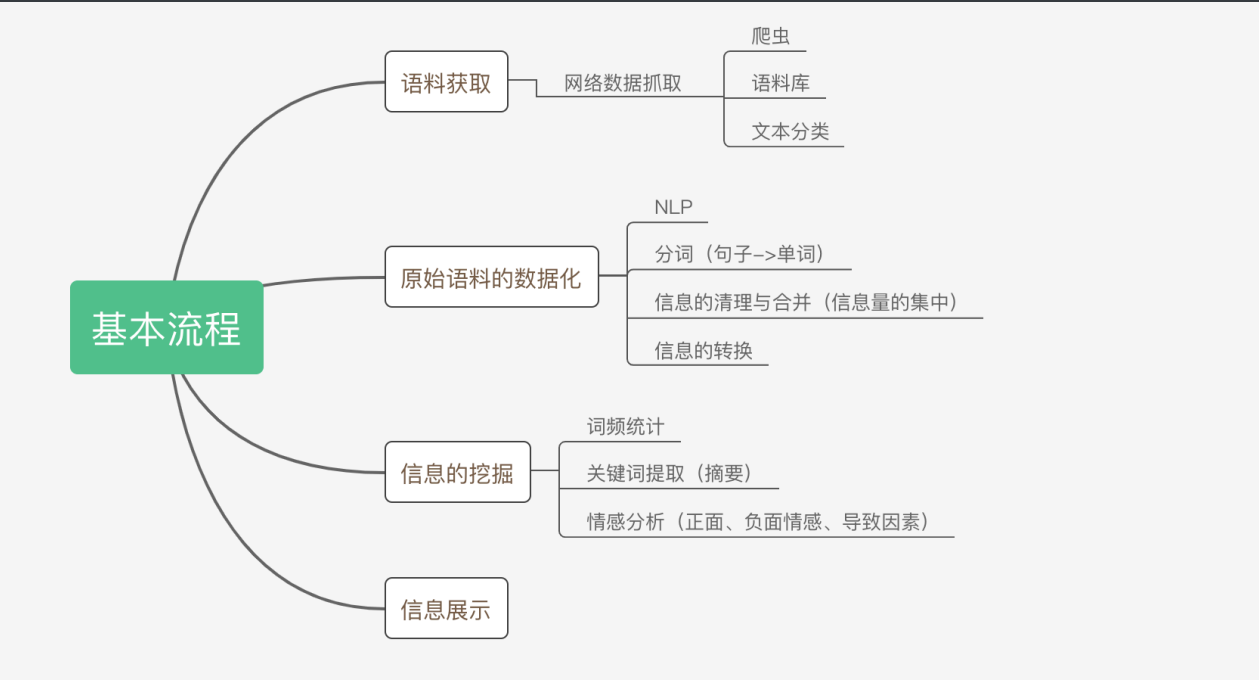 基本流程
语料获取
网络数据抓取
爬虫
语料库
文本分类
原始语料的数据化
NLP
分词（句子->单词）
信息的清理与合并（信息量的集中）
信息的转换
信息的挖掘
词频统计
关键词提取（摘要）
情感分析（正面、负面情感、导致因素）
信息展示